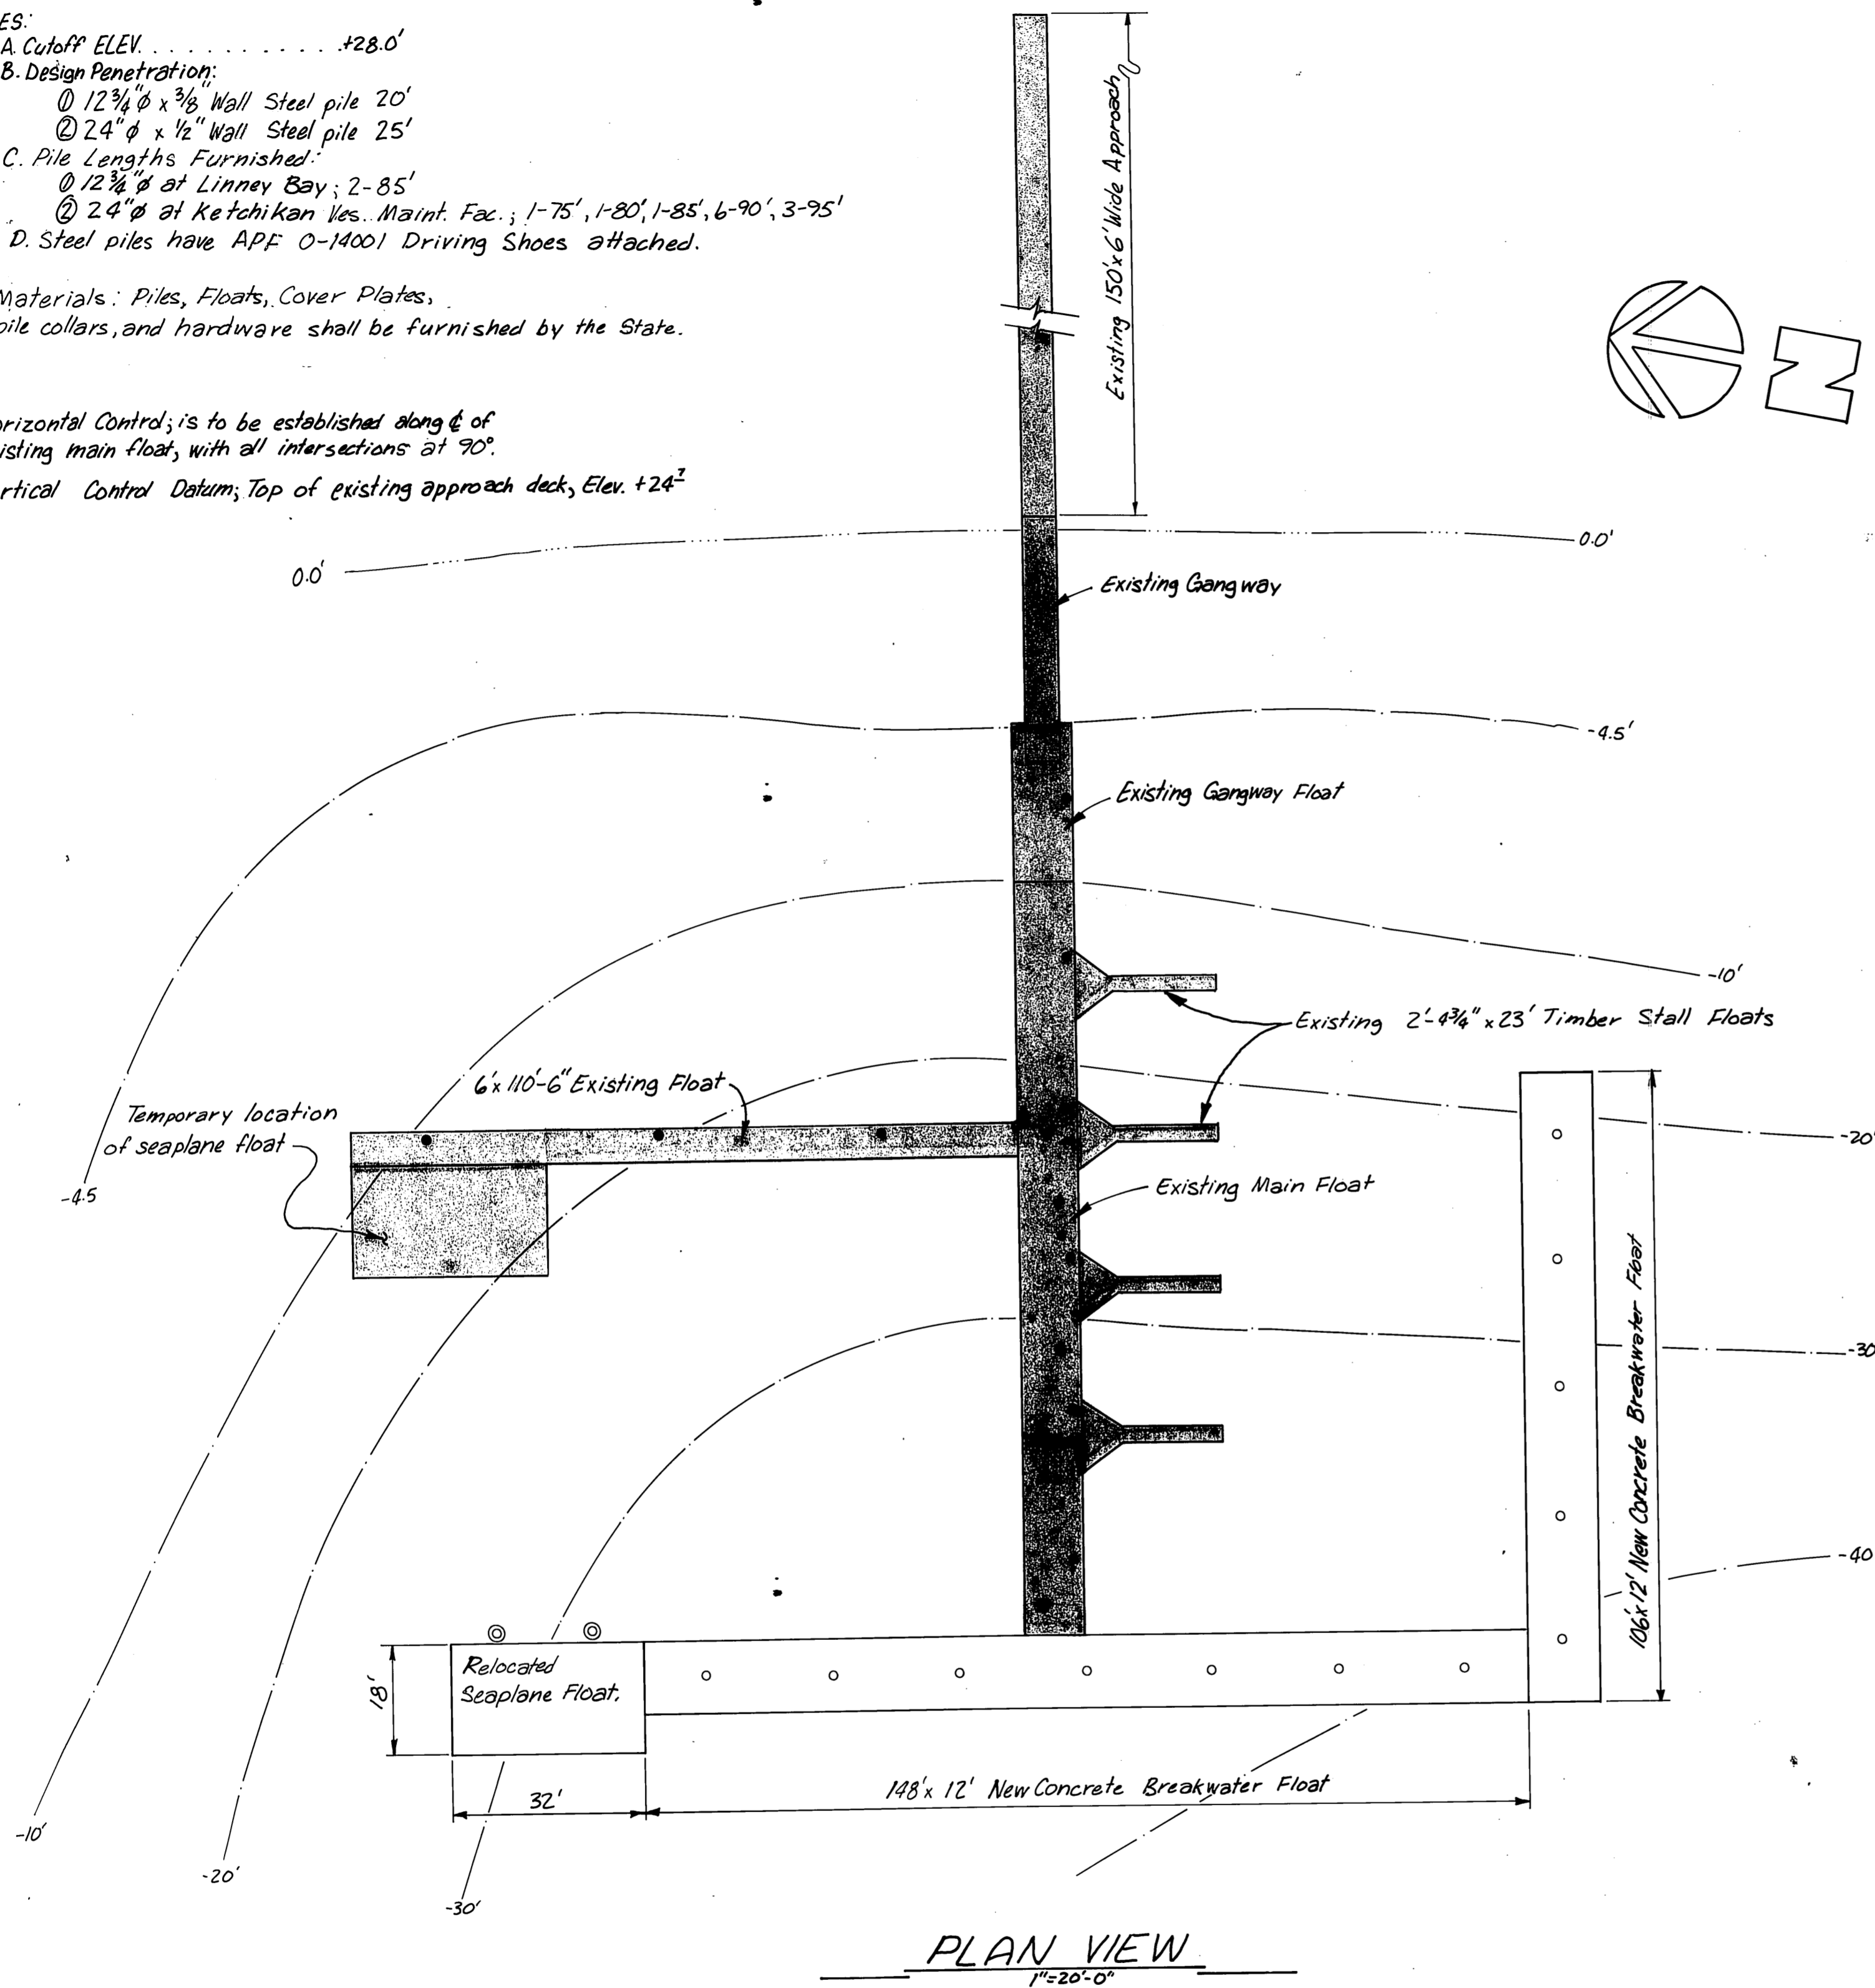 ES:
A. Cutoff ELEV. . . . . . . . . . . . +28.0'
B. Design Penetration:
① 12 3/4"ϕ x 3/8" Wall Steel pile 20'
② 24"ϕ x 1/2" Wall Steel pile 25'
C. Pile Lengths Furnished:
① 12 3/4"ϕ at Linney Bay; 2-85'
② 24"ϕ at Ketchikan Ves. Maint. Fac.; 1-75', 1-80', 1-85', 6-90', 3-95'
D. Steel piles have APF O-14001 Driving Shoes attached.
Materials: Piles, Floats, Cover Plates,
pile collars, and hardware shall be furnished by the State.
orizontal Control; is to be established along ℄ of
isting main float, with all intersections at 90°.
rtical Control Datum; Top of existing approach deck, Elev. +24⁷
Existing 150'x 6' Wide Approach
N
0.0'
0.0'
Existing Gangway
-4.5'
Existing Gangway Float
-10'
Existing 2'-4 3/4" x 23' Timber Stall Floats
6'x 110'-6" Existing Float
Temporary location
of seaplane float
-20'
-4.5
Existing Main Float
106'x 12' New Concrete Breakwater Float
-30
-40
Relocated
Seaplane Float.
18'
32'
148'x 12' New Concrete Breakwater Float
-10'
-20'
-30'
PLAN VIEW
1"=20'-0"